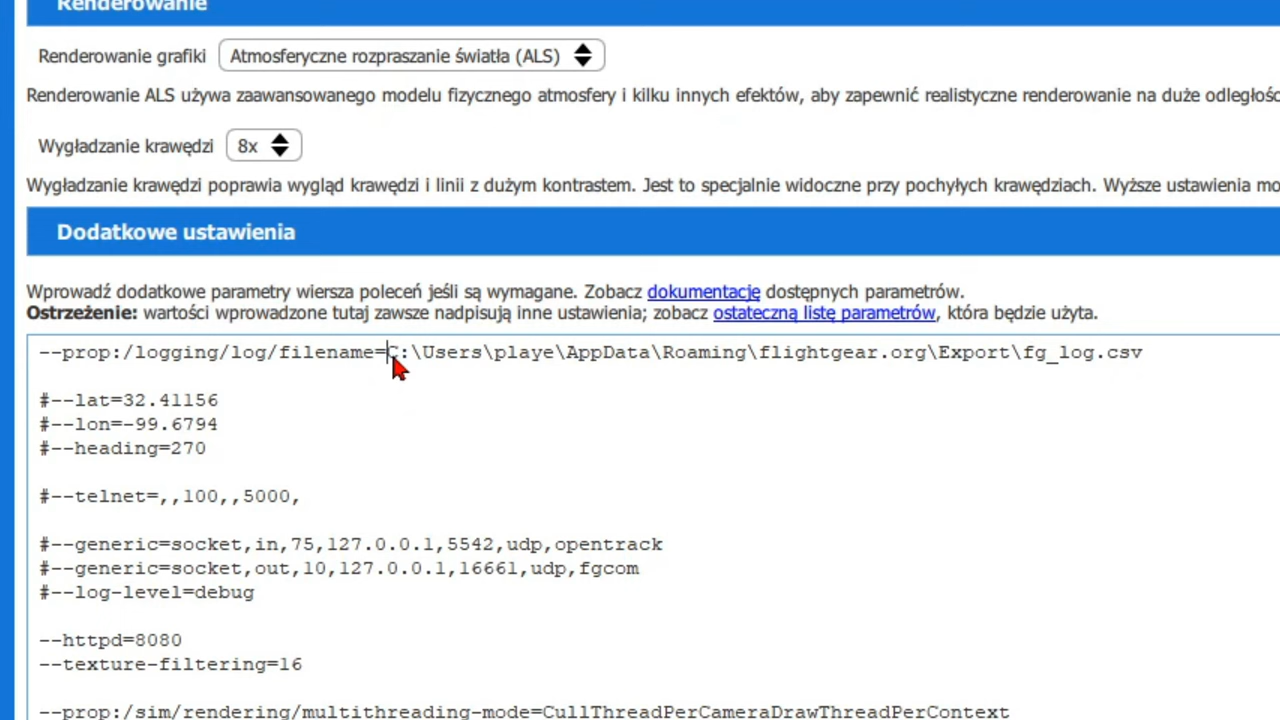 Renderowanie
Renderowanie grafiki Atmosferyczne rozpraszanie światła (ALS)
Renderowanie ALS używa zaawansowanego modelu fizycznego atmosfery i kilku innych efektów, aby zapewnić realistyczne renderowanie na duże
Wygładzanie krawędzi 8x
Wygładzanie krawędzi poprawia wygląd krawędzi i linii z dużym kontrastem. Jest to specjalnie widoczne przy pochyłych krawędziach. Wyższe ustawienia
Dodatkowe ustawienia
Wprowadź dodatkowe parametry wiersza poleceń jeśli są wymagane. Zobacz dokumentację dostępnych parametrów.
Ostrzeżenie: wartości wprowadzone tutaj zawsze nadpisują inne ustawienia; zobacz ostateczną listę parametrów, która będzie użyta.
--prop:/logging/log/filename=C:\Users\playe\AppData\Roaming\flightgear.org\Export\fg_log.csv
#--lat=32.41156
#--lon=-99.6794
#--heading=270
#--telnet=,,100,,5000,
#--generic=socket,in,75,127.0.0.1,5542,udp,opentrack
#--generic=socket,out,10,127.0.0.1,16661,udp,fgcom
#--log-level=debug
--httpd=8080
--texture-filtering=16
--prop:/sim/rendering/multithreading-mode=CullThreadPerCameraDrawThreadPerContext